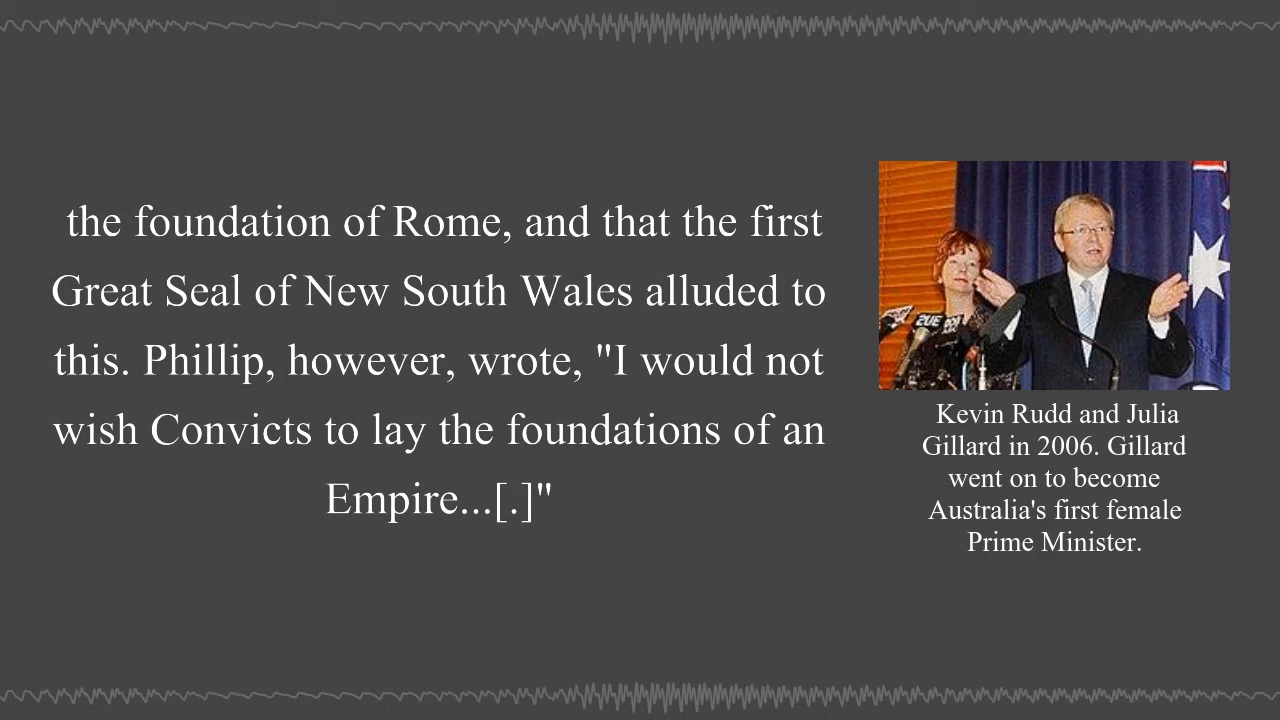 the foundation of Rome, and that the first
Great Seal of New South Wales alluded to
this. Phillip, however, wrote, "I would not
wish Convicts to lay the foundations of an
Empire...[.]"
2UE
Kevin Rudd and Julia
Gillard in 2006. Gillard
went on to become
Australia's first female
Prime Minister.